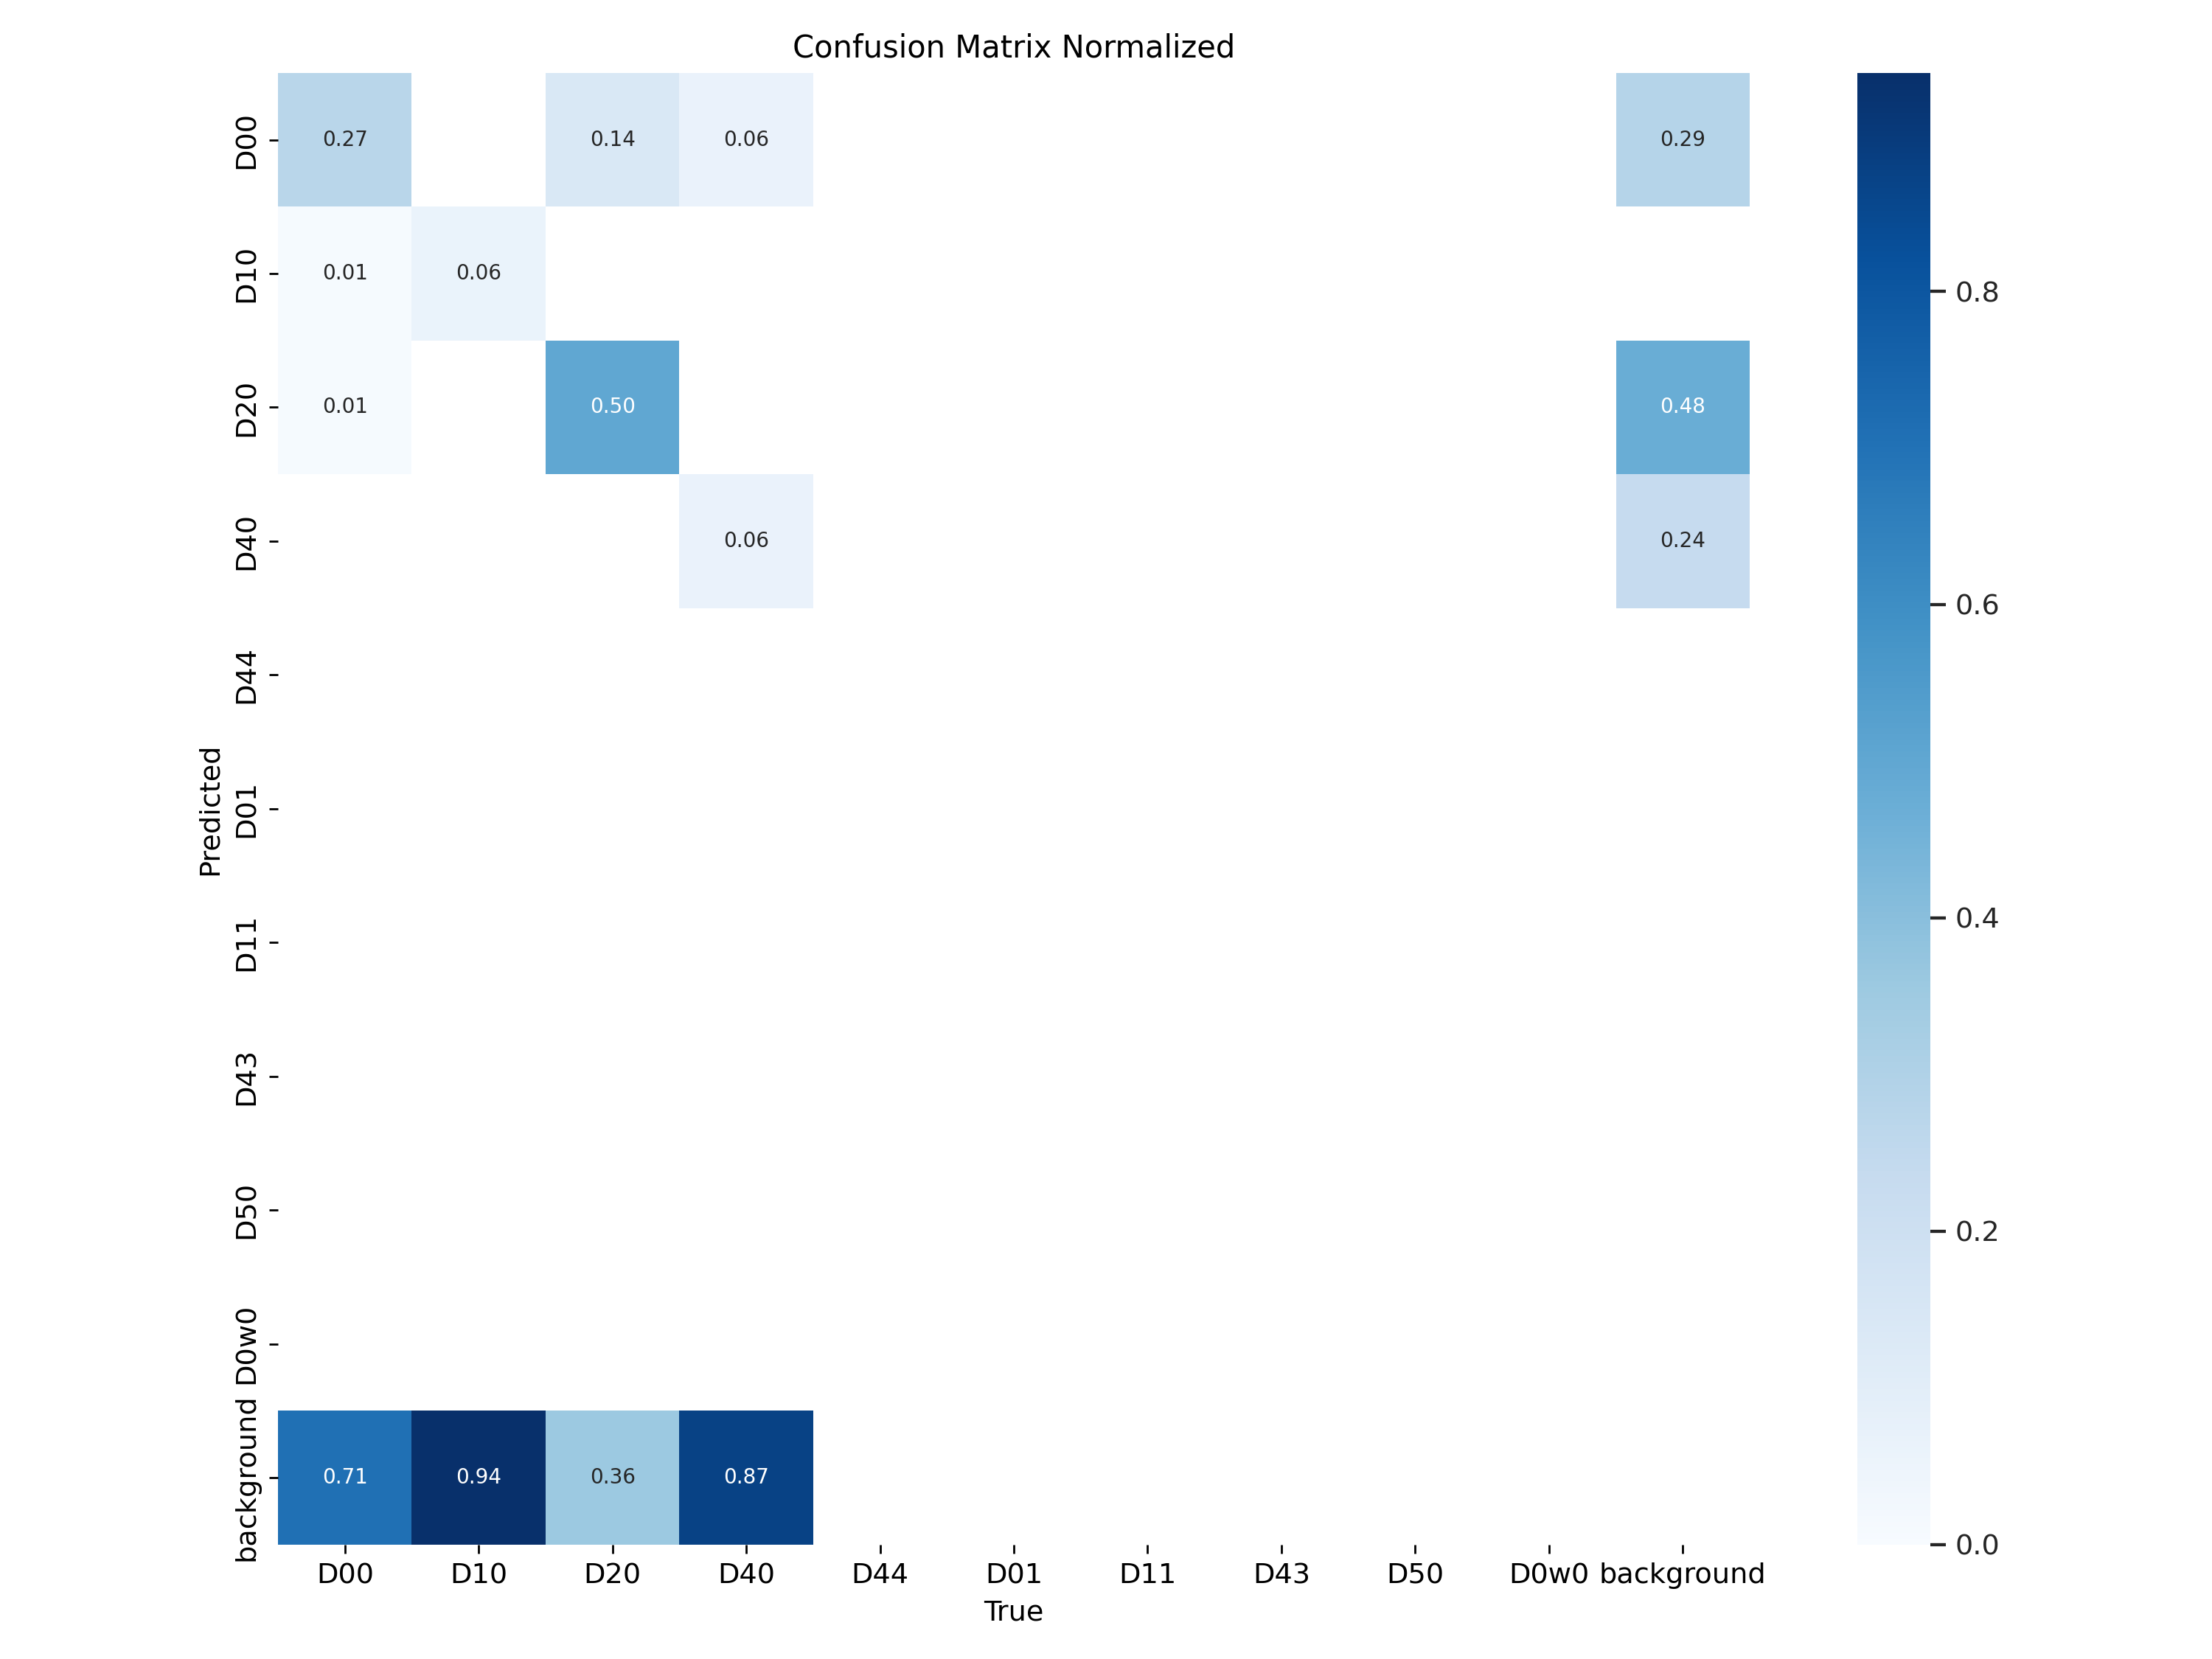 Confusion Matrix Normalized
D00
0.27
0.14
0.06
0.29
D10
0.01
0.06
D20
0.01
0.50
0.48
D40
0.06
0.24
D44
D01
D11
D43
D50
D0w0
background
0.71
0.94
0.36
0.87
Predicted
D00 D10 D20 D40 D44 D01 D11 D43 D50 D0w0 background
True
0.8
0.6
0.4
0.2
0.0